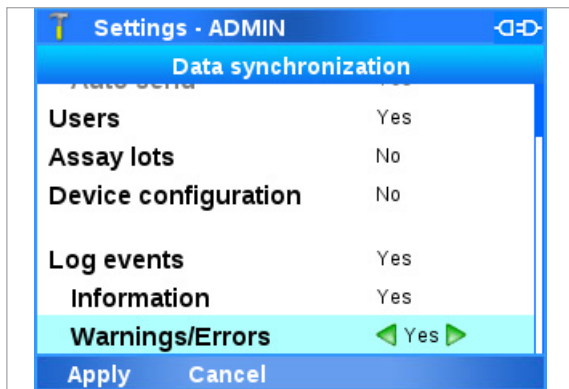 Settings - ADMIN
Data synchronization
Users Yes
Assay lots No
Device configuration No
Log events Yes
Information Yes
Warnings/Errors Yes
Apply Cancel